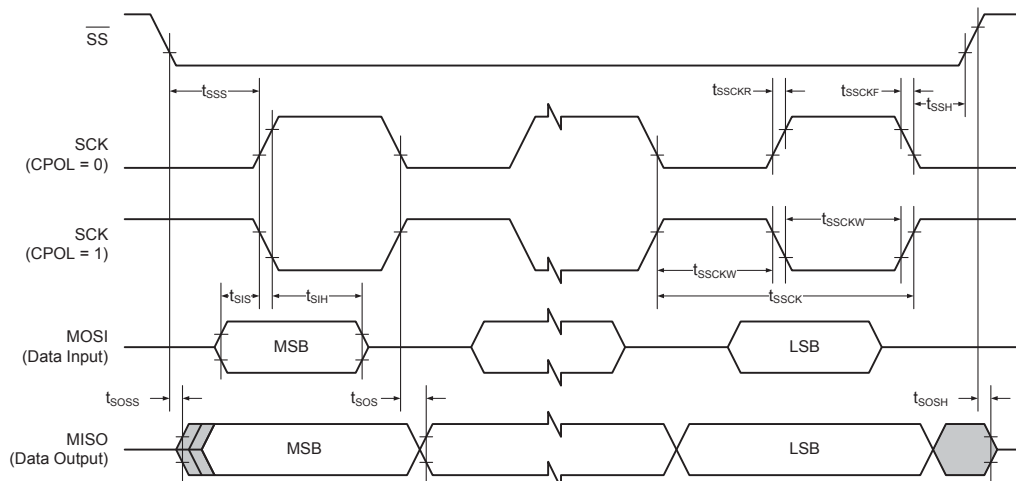 SS
tSSS
tSSCKR
tSSCKF
tSSH
SCK
(CPOL = 0)
SCK
(CPOL = 1)
tSSCKW
tSSCKW
tSSCK
tSIS
tSIH
MOSI
(Data Input)
MSB
LSB
tSOSS
tSOS
tSOSH
MISO
(Data Output)
MSB
LSB